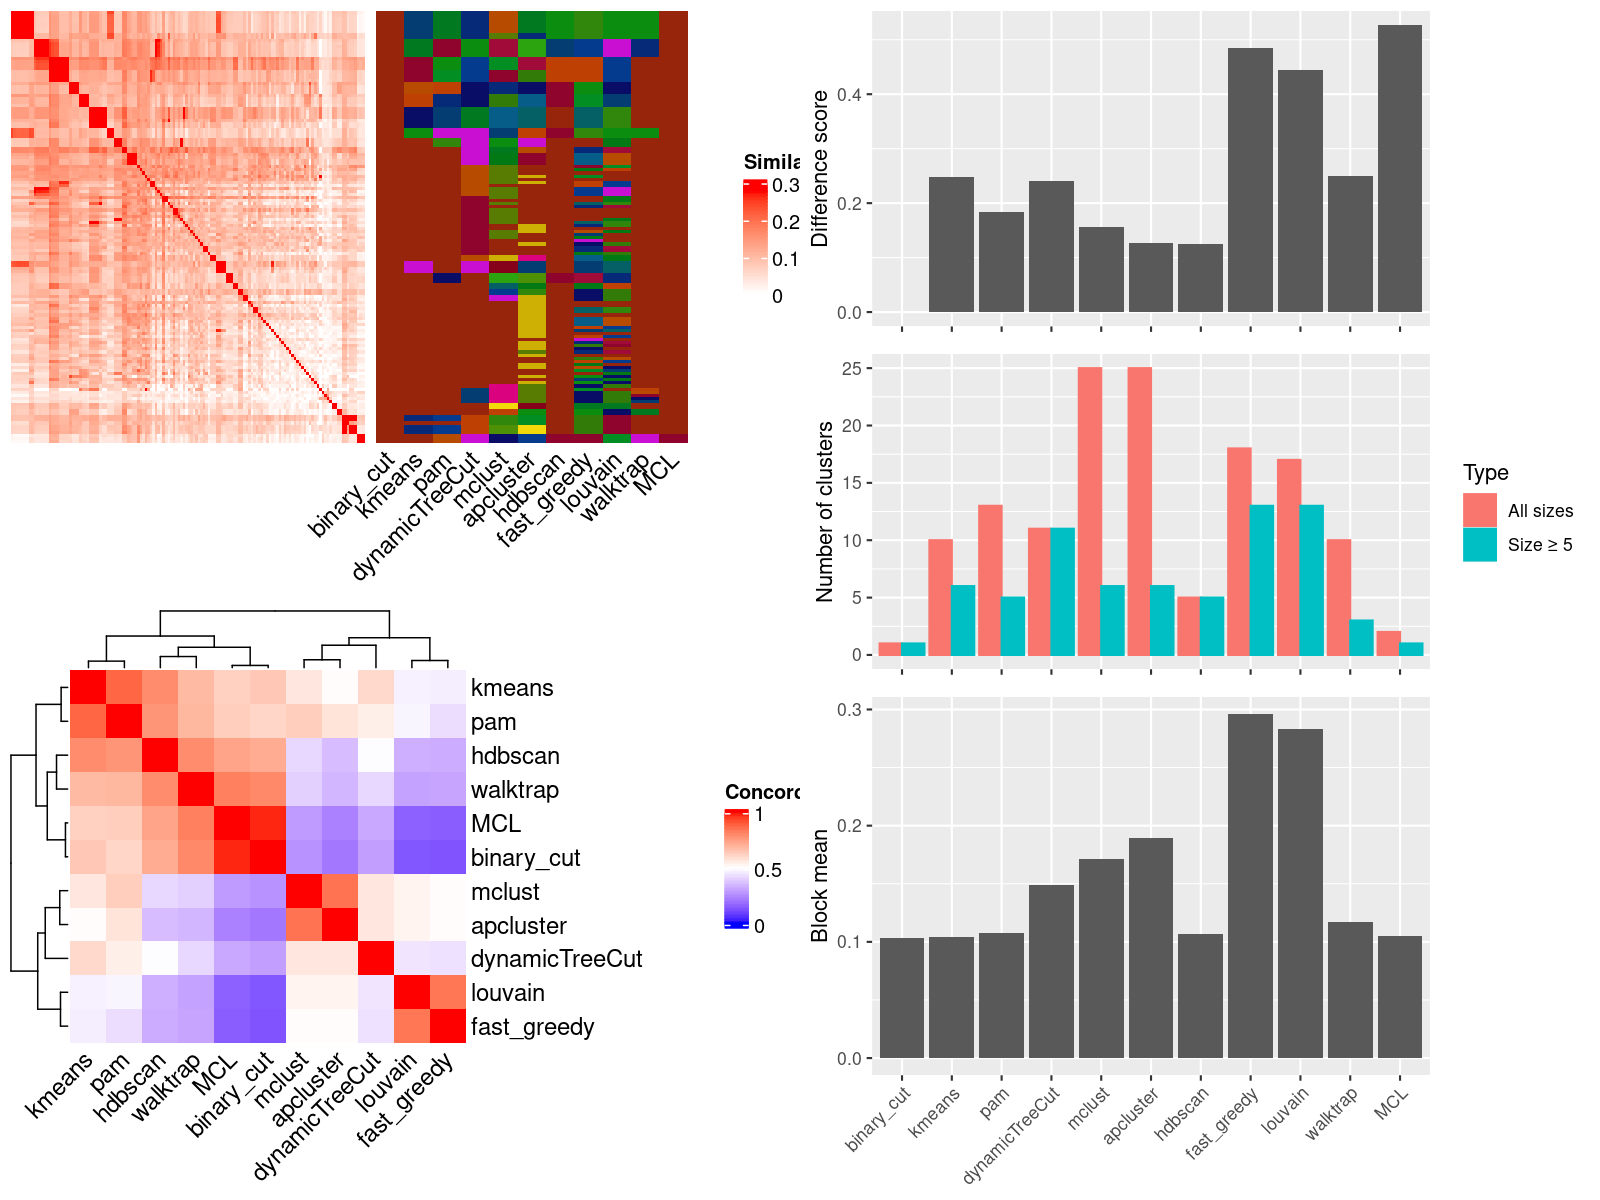 Simila
0.3
0.2
0.1
0
binary_cut
kmeans
pam
dynamicTreeCut
mclust
apcluster
hdbscan
fast_greedy
louvain
walktrap
MCL
kmeans
pam
hdbscan
walktrap
MCL
binary_cut
mclust
apcluster
dynamicTreeCut
louvain
fast_greedy
kmeans
pam
hdbscan
walktrap
MCL
binary_cut
mclust
apcluster
dynamicTreeCut
louvain
fast_greedy
Concord
1
0.5
0
Difference score
0.4
0.2
0.0
Number of clusters
25
20
15
10
5
0
Type
All sizes
Size ≥ 5
Block mean
0.3
0.2
0.1
0.0
binary_cut
kmeans
pam
dynamicTreeCut
mclust
apcluster
hdbscan
fast_greedy
louvain
walktrap
MCL